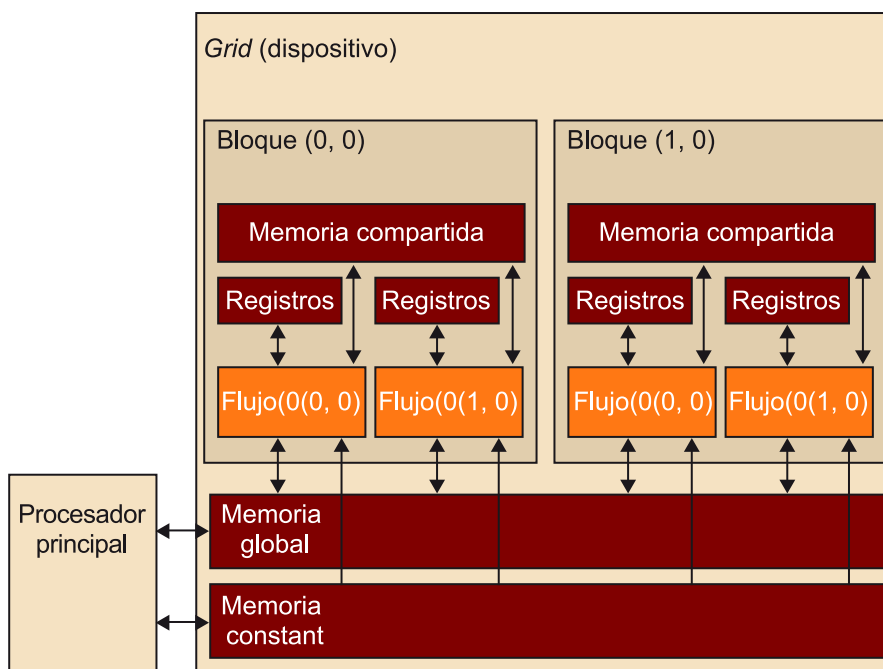 Grid (dispositivo)
Bloque (0, 0)
Bloque (1, 0)
Memoria compartida
Memoria compartida
Registros
Registros
Registros
Registros
Flujo(0(0, 0)
Flujo(0(1, 0)
Flujo(0(0, 0)
Flujo(0(1, 0)
Procesador
principal
Memoria
global
Memoria
constant